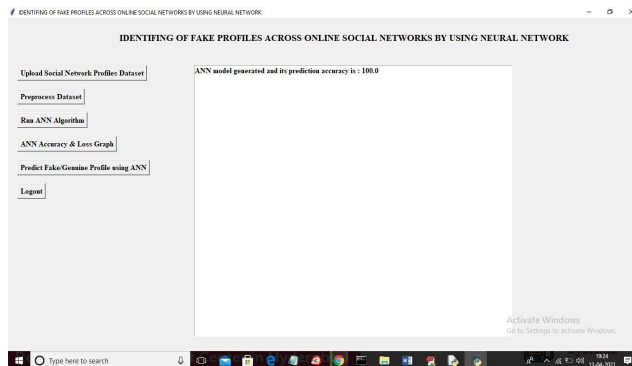 IDENTIFING OF FAKE PROFILES ACROSS ONLINE SOCIAL NETWORKS BY USING NEURAL NETWORK
IDENTIFING OF FAKE PROFILES ACROSS ONLINE SOCIAL NETWORKS BY USING NEURAL NETWORK
Upload Social Network Profiles Dataset
ANN model generated and its prediction accuracy is : 100.0
Preprocess Dataset
Run ANN Algorithm
ANN Accuracy & Loss Graph
Predict Fake/Genuine Profile using ANN
Logout
Activate Windows
Go to Settings to activate Windows.
Type here to search
19:24
13-04-2021